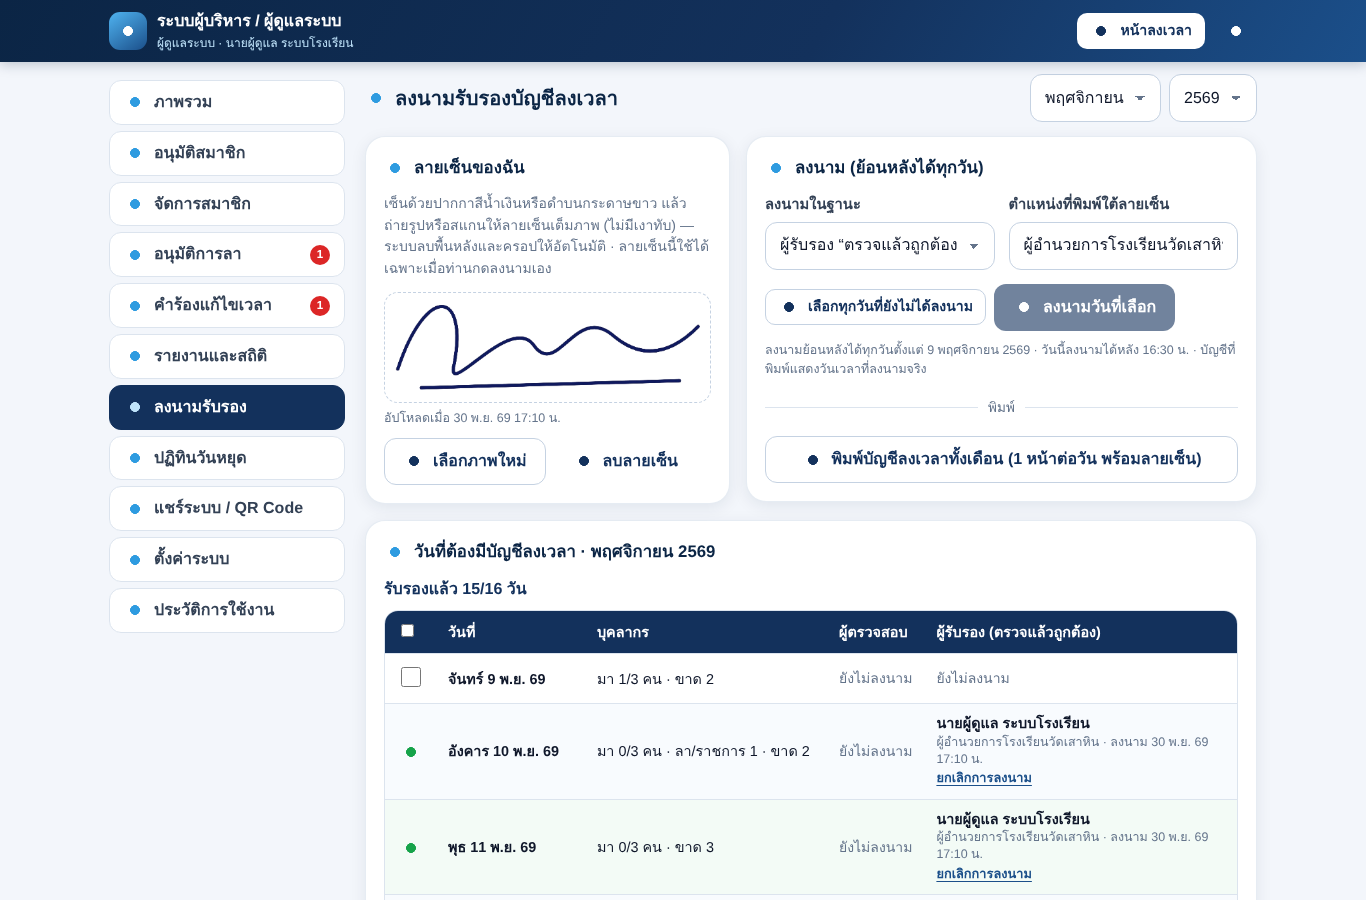 ระบบผู้บริหาร / ผู้ดูแลระบบ
ผู้ดูแลระบบ · นายผู้ดูแล ระบบโรงเรียน
หน้าลงเวลา
ภาพรวม
อนุมัติสมาชิก
จัดการสมาชิก
อนุมัติการลา 1
คำร้องแก้ไขเวลา 1
รายงานและสถิติ
ลงนามรับรอง
ปฏิทินวันหยุด
แชร์ระบบ / QR Code
ตั้งค่าระบบ
ประวัติการใช้งาน
ลงนามรับรองบัญชีลงเวลา
พฤศจิกายน 2569
ลายเซ็นของฉัน
เซ็นด้วยปากกาสีน้ำเงินหรือดำบนกระดาษขาว แล้ว
ถ่ายรูปหรือสแกนให้ลายเซ็นเต็มภาพ (ไม่มีเงาทับ) —
ระบบลบพื้นหลังและครอปให้อัตโนมัติ · ลายเซ็นนี้ใช้ได้
เฉพาะเมื่อท่านกดลงนามเอง
อัปโหลดเมื่อ 30 พ.ย. 69 17:10 น.
เลือกภาพใหม่ ลบลายเซ็น
ลงนาม (ย้อนหลังได้ทุกวัน)
ลงนามในฐานะ ตำแหน่งที่พิมพ์ใต้ลายเซ็น
ผู้รับรอง “ตรวจแล้วถูกต้อง ผู้อำนวยการโรงเรียนวัดเสาหิ
เลือกทุกวันที่ยังไม่ได้ลงนาม ลงนามวันที่เลือก
ลงนามย้อนหลังได้ทุกวันตั้งแต่ 9 พฤศจิกายน 2569 · วันนี้ลงนามได้หลัง 16:30 น. · บัญชีที่
พิมพ์แสดงวันเวลาที่ลงนามจริง
พิมพ์
พิมพ์บัญชีลงเวลาทั้งเดือน (1 หน้าต่อวัน พร้อมลายเซ็น)
วันที่ต้องมีบัญชีลงเวลา · พฤศจิกายน 2569
รับรองแล้ว 15/16 วัน
วันที่ บุคลากร ผู้ตรวจสอบ ผู้รับรอง (ตรวจแล้วถูกต้อง)
จันทร์ 9 พ.ย. 69 มา 1/3 คน · ขาด 2 ยังไม่ลงนาม ยังไม่ลงนาม
อังคาร 10 พ.ย. 69 มา 0/3 คน · ลา/ราชการ 1 · ขาด 2 ยังไม่ลงนาม นายผู้ดูแล ระบบโรงเรียน
ผู้อำนวยการโรงเรียนวัดเสาหิน · ลงนาม 30 พ.ย. 69
17:10 น.
ยกเลิกการลงนาม
พุธ 11 พ.ย. 69 มา 0/3 คน · ขาด 3 ยังไม่ลงนาม นายผู้ดูแล ระบบโรงเรียน
ผู้อำนวยการโรงเรียนวัดเสาหิน · ลงนาม 30 พ.ย. 69
17:10 น.
ยกเลิกการลงนาม